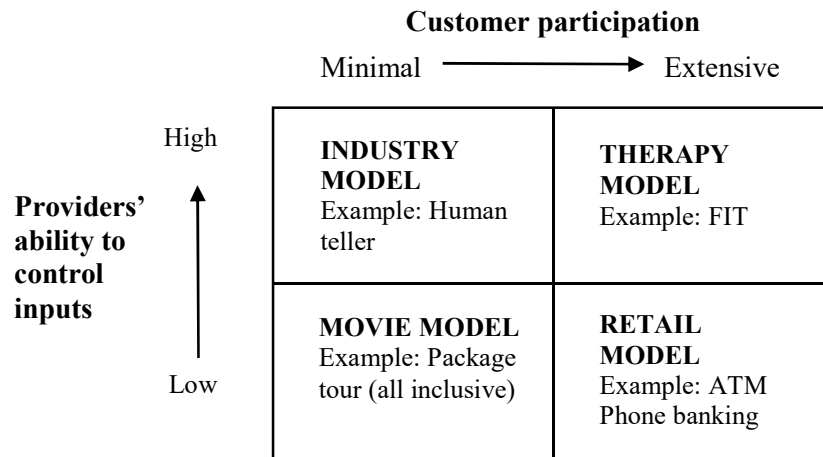 Customer participation
Minimal Extensive
High
Providers’
ability to
control
inputs
Low
INDUSTRY
MODEL
Example: Human
teller
THERAPY
MODEL
Example: FIT
MOVIE MODEL
Example: Package
tour (all inclusive)
RETAIL
MODEL
Example: ATM
Phone banking